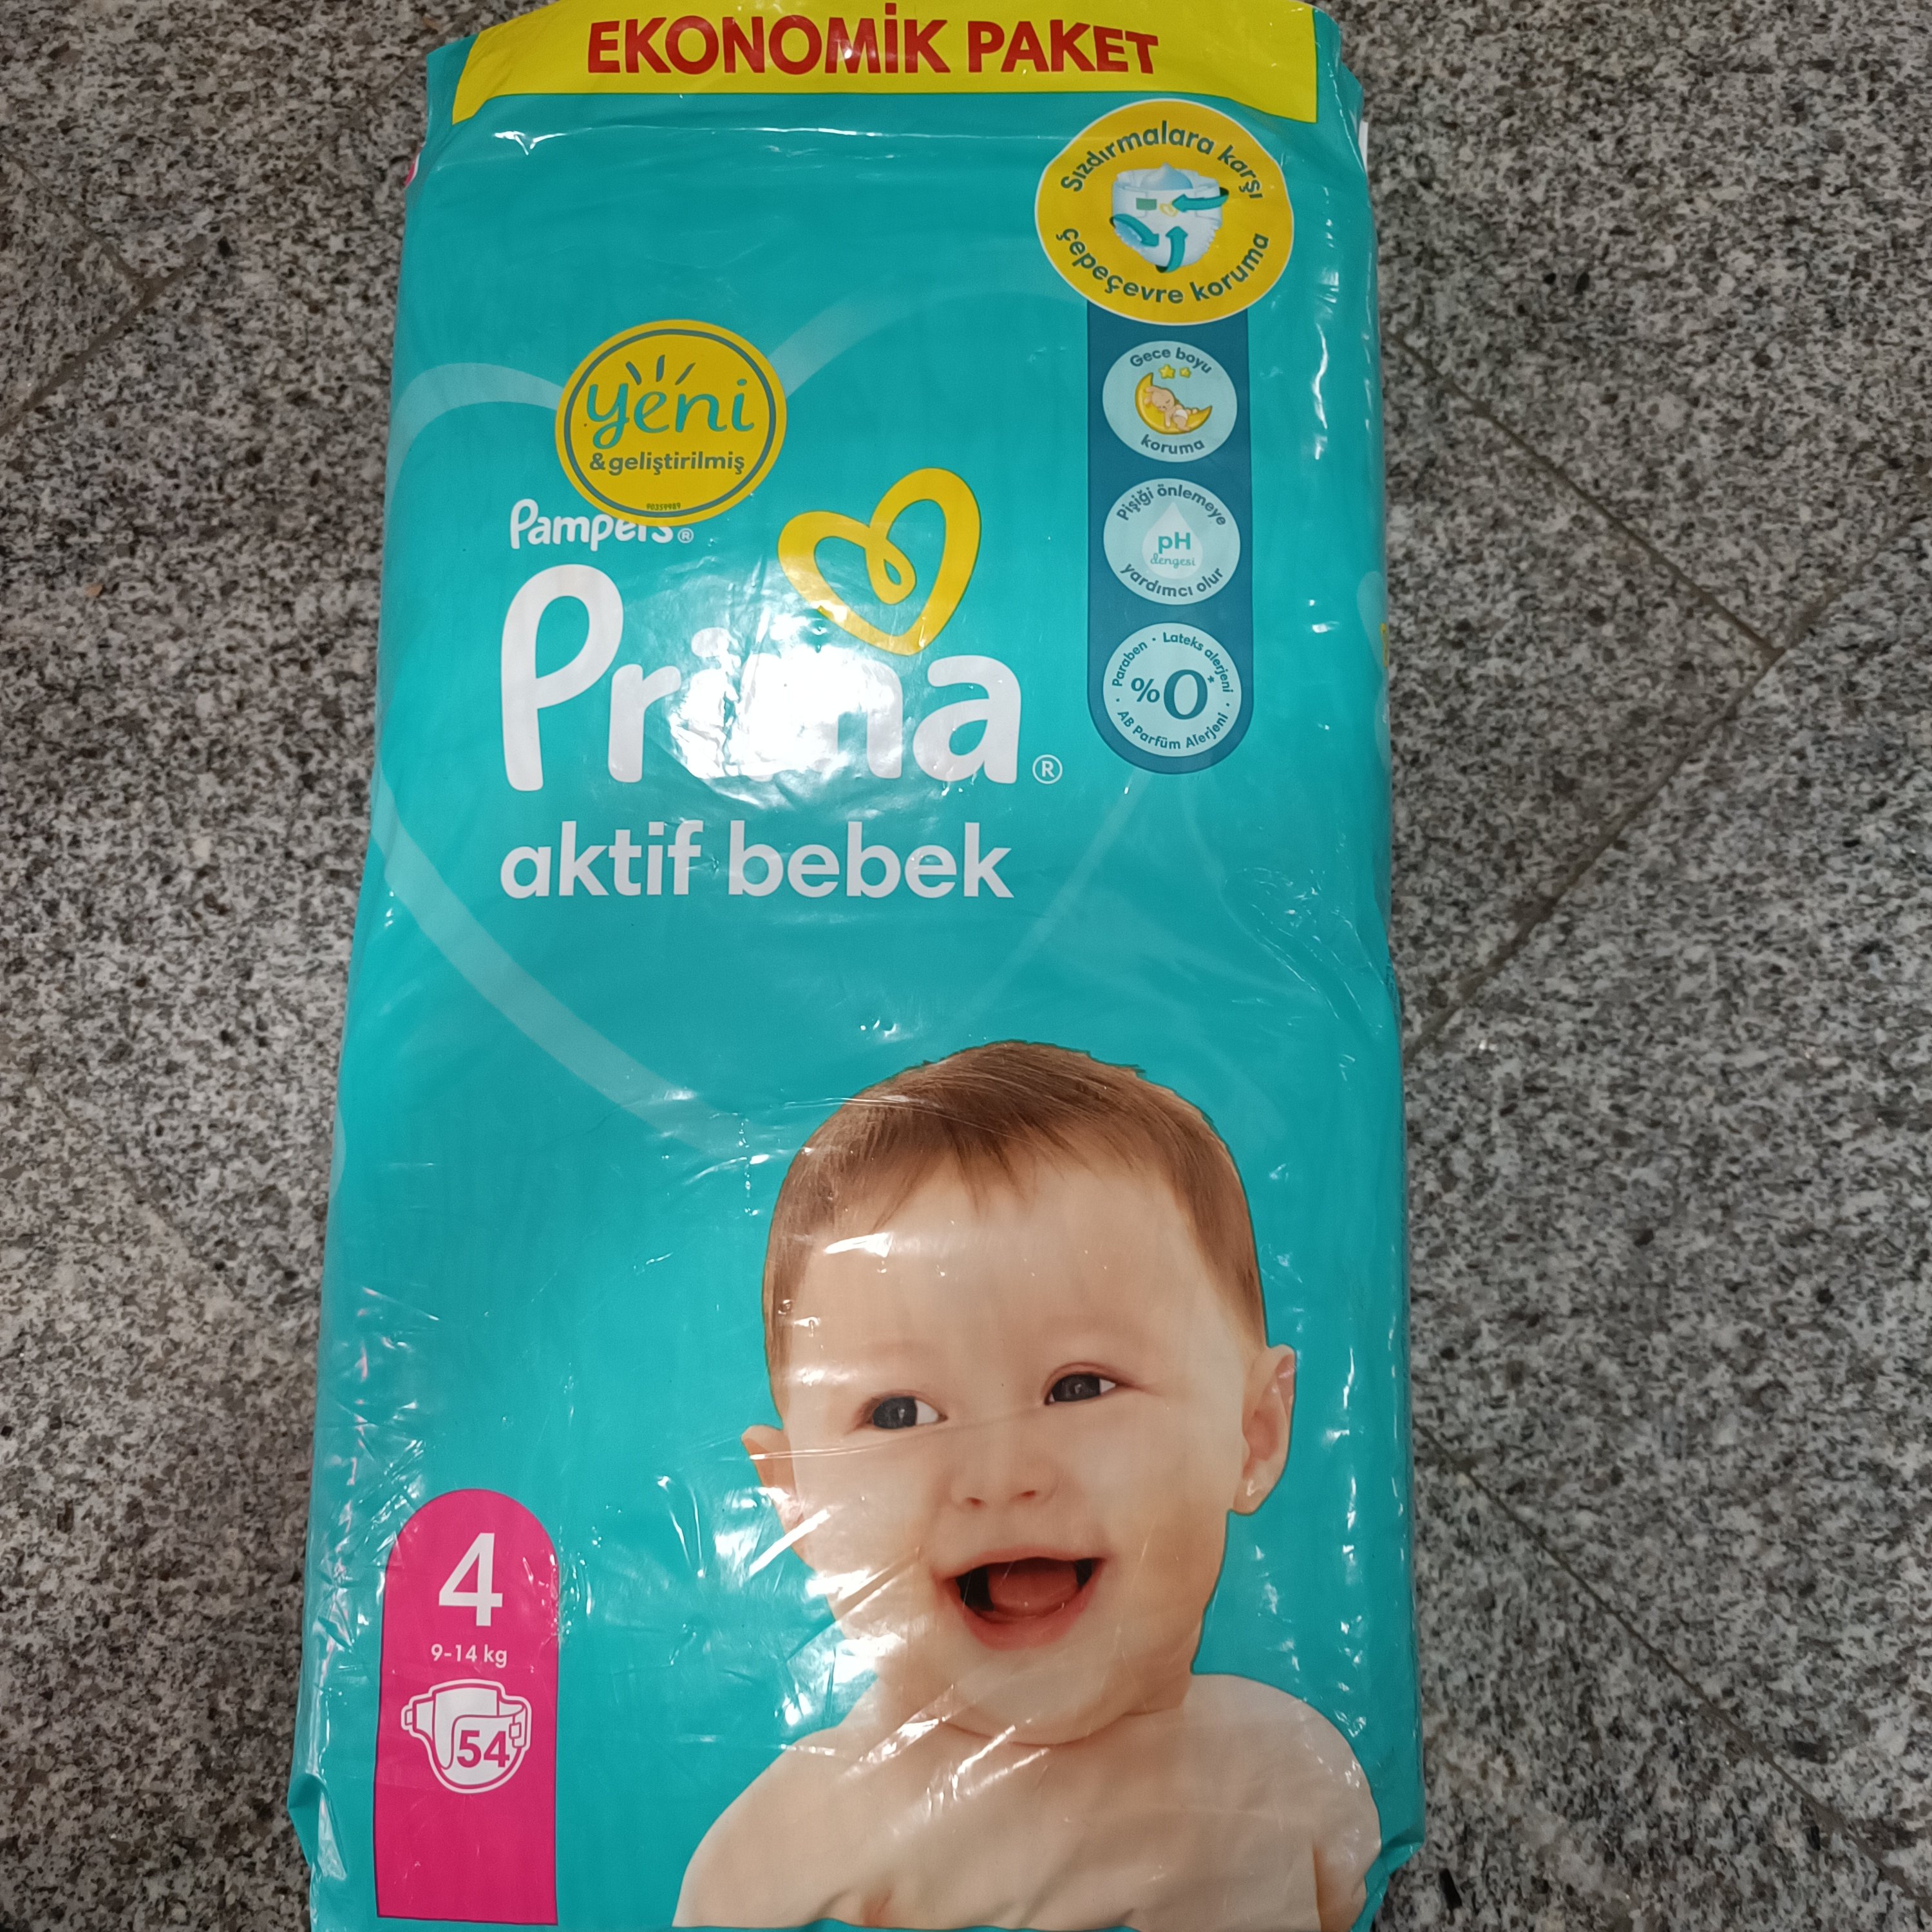 EKONOMİK PAKET
Sızdırmalara karşı
çepeçevre koruma
Gece boyu
koruma
Pişiği önlemeye
pH
dengesi
yardımcı olur
Paraben · Lateks alerjeni ·
%0*
AB Parfüm Alerjeni ·
yeni
&geliştirilmiş
90359989
Pampers®
Prima®
aktif bebek
4
9-14 kg
54